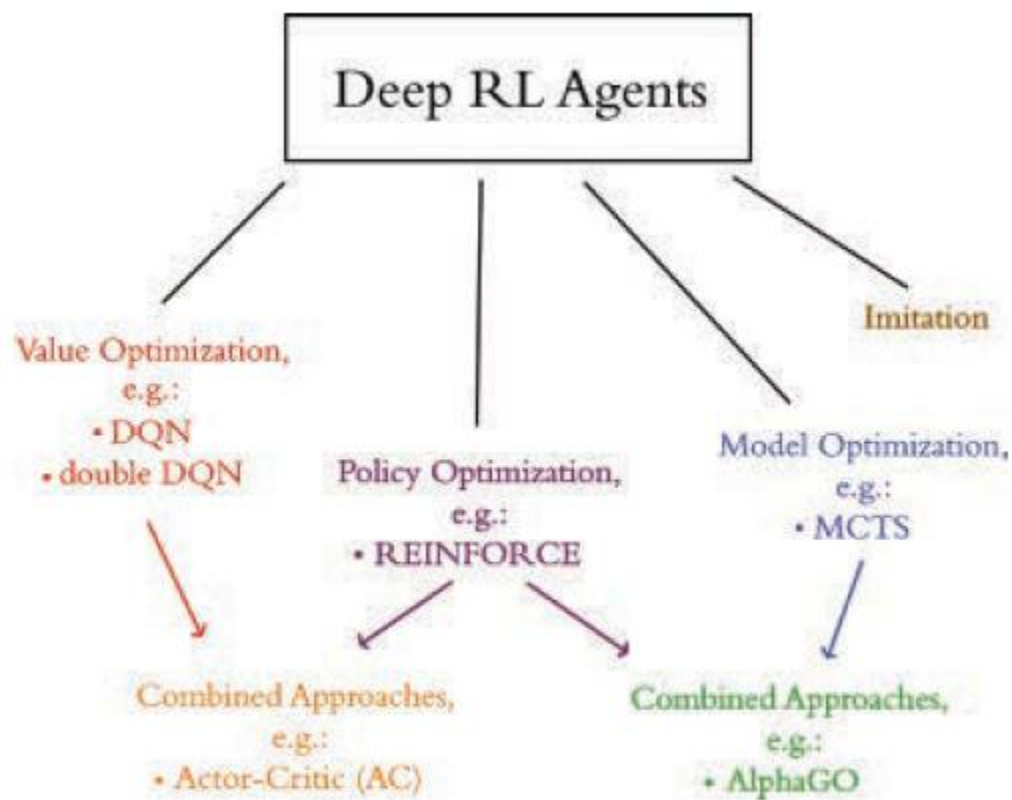 Deep RL Agents
Imitation
Value Optimization,
e.g.:
• DQN
• double DQN
Policy Optimization,
e.g.:
• REINFORCE
Model Optimization,
e.g.:
• MCTS
Combined Approaches,
e.g.:
• Actor-Critic (AC)
Combined Approaches,
e.g.:
• AlphaGO